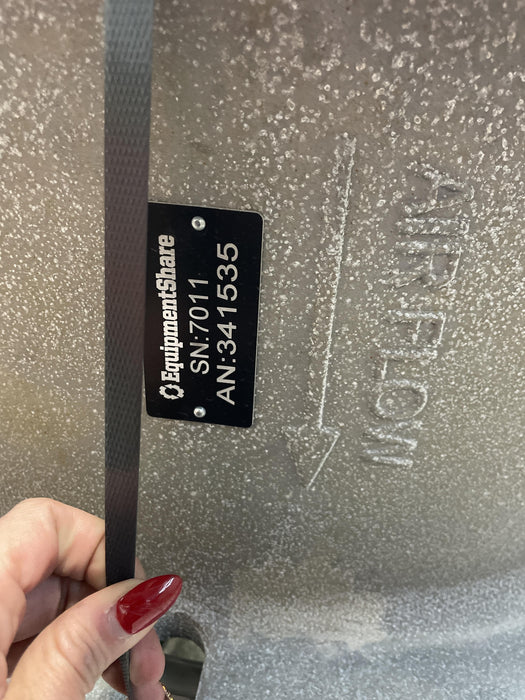 EquipmentShare
SN:7011
AN:341535
AIR FLOW